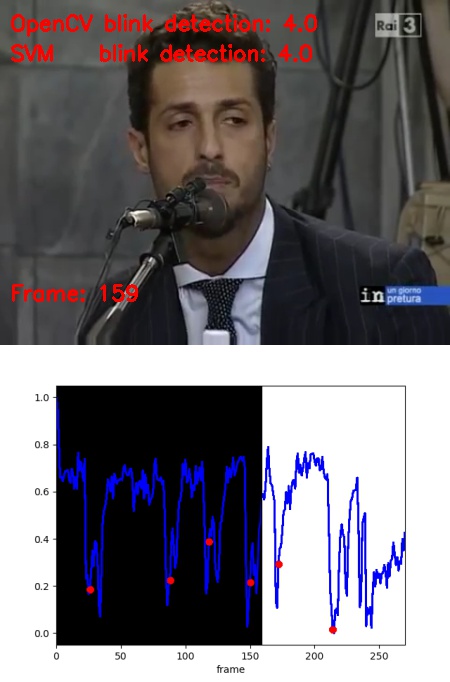 OpenCV blink detection: 4.0
Rai 3
SVM blink detection: 4.0
Frame: 159
in un giorno
pretura
1.0
0.8
0.6
0.4
0.2
0.0
0 50 100 150 200 250
frame